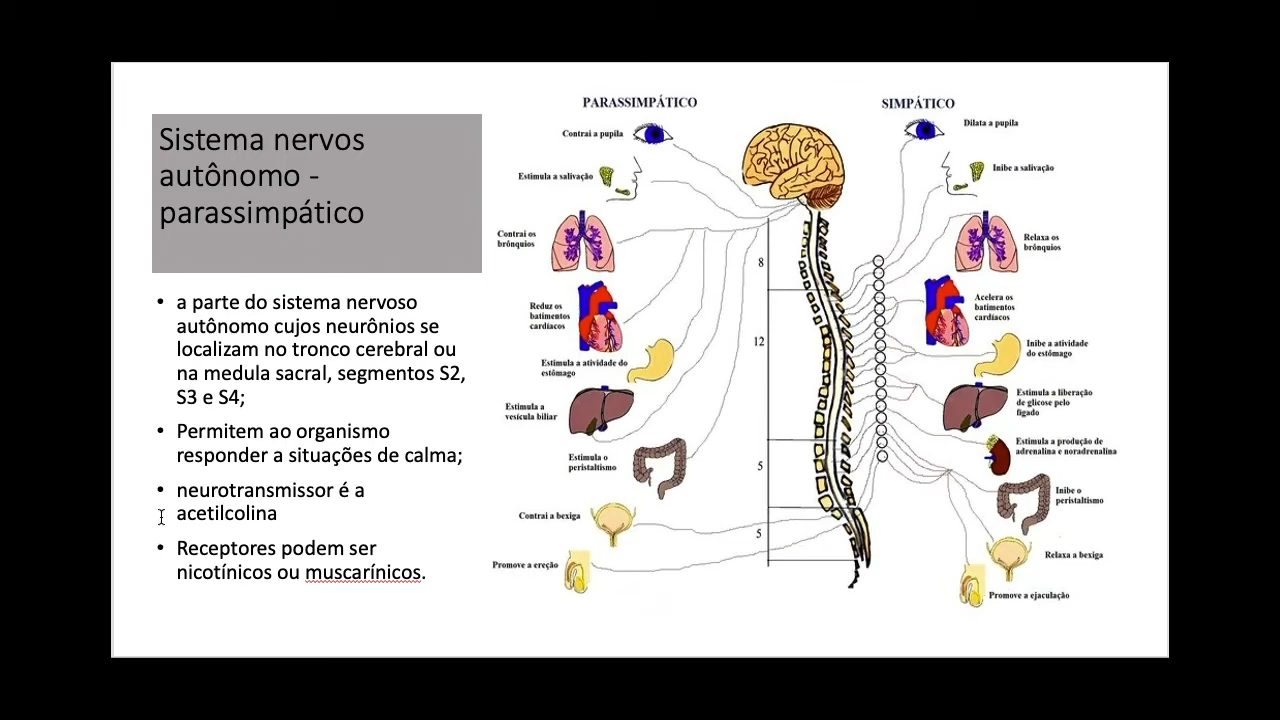 Sistema nervos
autônomo -
parassimpático
• a parte do sistema nervoso
autônomo cujos neurônios se
localizam no tronco cerebral ou
na medula sacral, segmentos S2,
S3 e S4;
• Permitem ao organismo
responder a situações de calma;
• neurotransmissor é a
acetilcolina
• Receptores podem ser
nicotínicos ou muscarínicos.
PARASSIMPÁTICO
Contrai a pupila
Estimula a salivação
Contrai os
brônquios
Reduz os
batimentos
cardíacos
Estimula a atividade do
estômago
Estimula a
vesícula biliar
Estimula o
peristaltismo
Contrai a bexiga
Promove a ereção
8
12
5
5
SIMPÁTICO
Dilata a pupila
Inibe a salivação
Relaxa os
brônquios
Acelera os
batimentos
cardíacos
Inibe a atividade
do estômago
Estimula a liberação
de glicose pelo
fígado
Estimula a produção de
adrenalina e noradrenalina
Inibe o
peristaltismo
Relaxa a bexiga
Promove a ejaculação